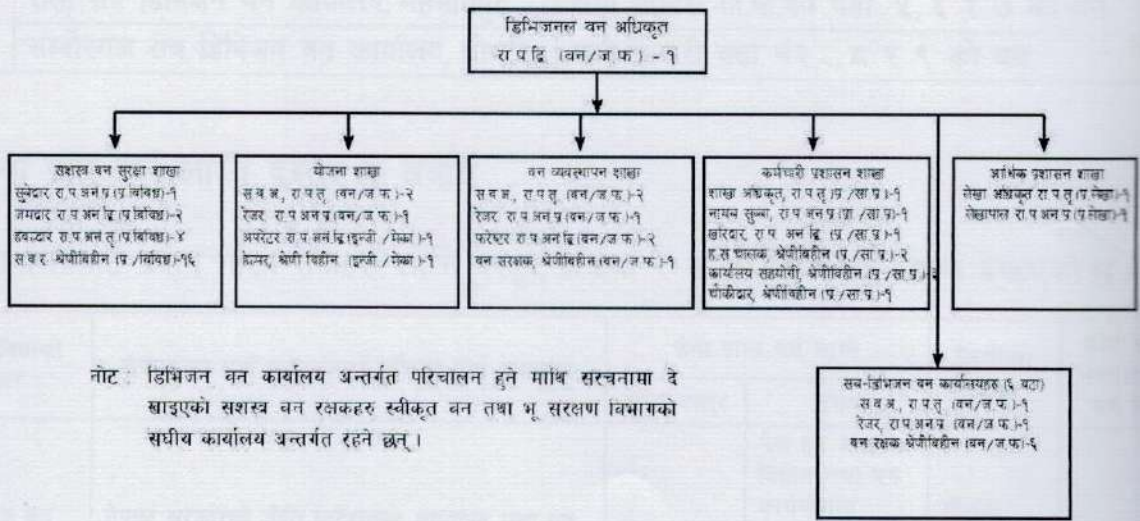 डिभिजनल वन अधिकृत
रा प द्वि (वन/ज.फ) - १
सशस्त्र वन सुरक्षा शाखा
सुवेदार रा.प अनं प्र (प्र बिविध)-१
जमदार रा.प अनं द्वि (प्र बिविध)-२
हवल्दार रा.प अनं तृ (प्र बिविध)-४
स व र श्रेणीबिहीन (प्र./बिविध)-१६
योजना शाखा
स व अ, रा प तृ (वन/ज.फ)-२
रेंजर, रा प अनं प्र (वन/ज.फ)-१
अपरेटर रा प अनं द्वि (इन्जी /मेका)-१
हेल्पर, श्रेणी विहीन (इन्जी /मेका)-१
वन व्यवस्थापन शाखा
स व अ, रा प तृ (वन/ज.फ)-२
रेंजर रा प अनं प्र (वन/ज.फ)-१
फरेष्टर रा प अनं द्वि (वन/ज.फ)-२
वन संरक्षक, श्रेणीबिहीन (वन/ज.फ)-१
कर्मचारी प्रशासन शाखा
शाखा अधिकृत, रा प तृ (प्र /सा.प्र)-१
नायब सुब्बा, रा प अनं प्र (प्रा /सा.प्र)-१
खरिदार, रा.प. अनं द्वि (प्र /सा प्र)-१
ह.स चालक, श्रेणीबिहीन (प्र./सा प्र)-२
कार्यालय सहयोगी, श्रेणीबिहीन (प्र /सा.प्र)-
चौकीदार, श्रेणीबिहीन (प्र /सा.प्र)-१
आर्थिक प्रशासन शाखा
लेखा अधिकृत रा प तृ (प्र लेखा)-१
लेखापाल रा प अनं प्र (प्र लेखा)-१
सब-डिभिजन वन कार्यालयहरु (६ वटा)
स व अ., रा प तृ (वन/ज.फ)-१
रेंजर, रा प अनं प्र (वन/ज.फ)-१
वन रक्षक श्रेणीबिहीन (वन/ज.फ)-६
नोट : डिभिजन वन कार्यालय अन्तर्गत परिचालन हुने माथि संरचनामा दे
खाइएको सशस्त्र वन रक्षकहरु स्वीकृत वन तथा भू संरक्षण विभागको
संघीय कार्यालय अन्तर्गत रहने छन् ।